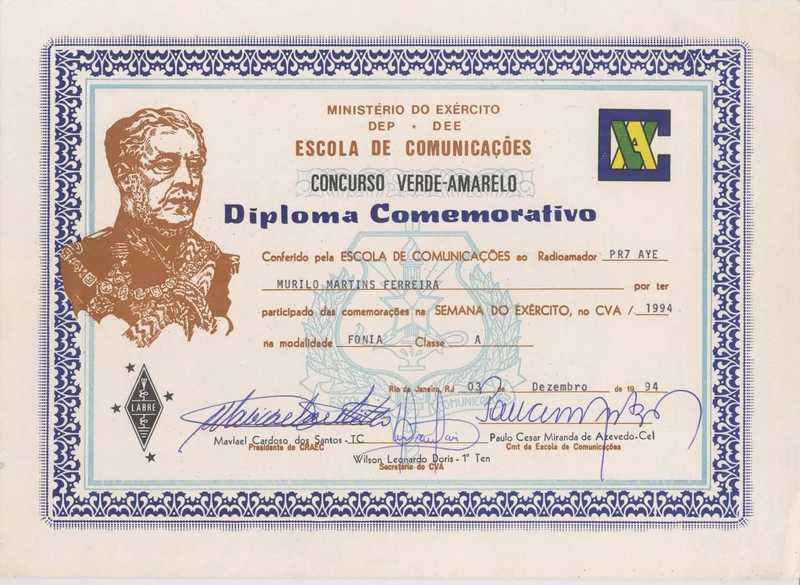 MINISTÉRIO DO EXÉRCITO
DEP • DEE
ESCOLA DE COMUNICAÇÕES
CONCURSO VERDE-AMARELO
Diploma Comemorativo
Conferido pela ESCOLA DE COMUNICAÇÕES ao Radioamador PR7 AYE
MURILO MARTINS FERREIRA por ter
participado das comemorações na SEMANA DO EXÉRCITO, no CVA / 1994
na modalidade FONIA Classe A
Rio de Janeiro, RJ 03 de Dezembro de 19 94
LABRE
Mavlael Cardoso dos Santos - TC
Presidente do CRAEC
Paulo Cesar Miranda de Azevedo-Cel
Cmt da Escola de Comunicações
Wilson Leonardo Doris - 1º Ten
Secretário do CVA